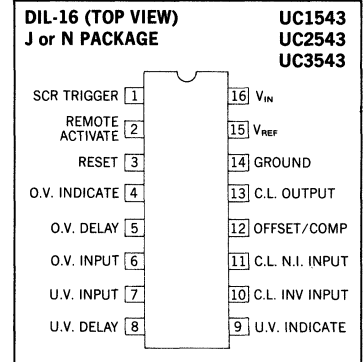 DIL-16 (TOP VIEW)
J or N PACKAGE
UC1543
UC2543
UC3543
SCR TRIGGER 1
REMOTE
ACTIVATE 2
RESET 3
O.V. INDICATE 4
O.V. DELAY 5
O.V. INPUT 6
U.V. INPUT 7
U.V. DELAY 8
16 VIN
15 VREF
14 GROUND
13 C.L. OUTPUT
12 OFFSET/COMP
11 C.L. N.I. INPUT
10 C.L. INV INPUT
9 U.V. INDICATE